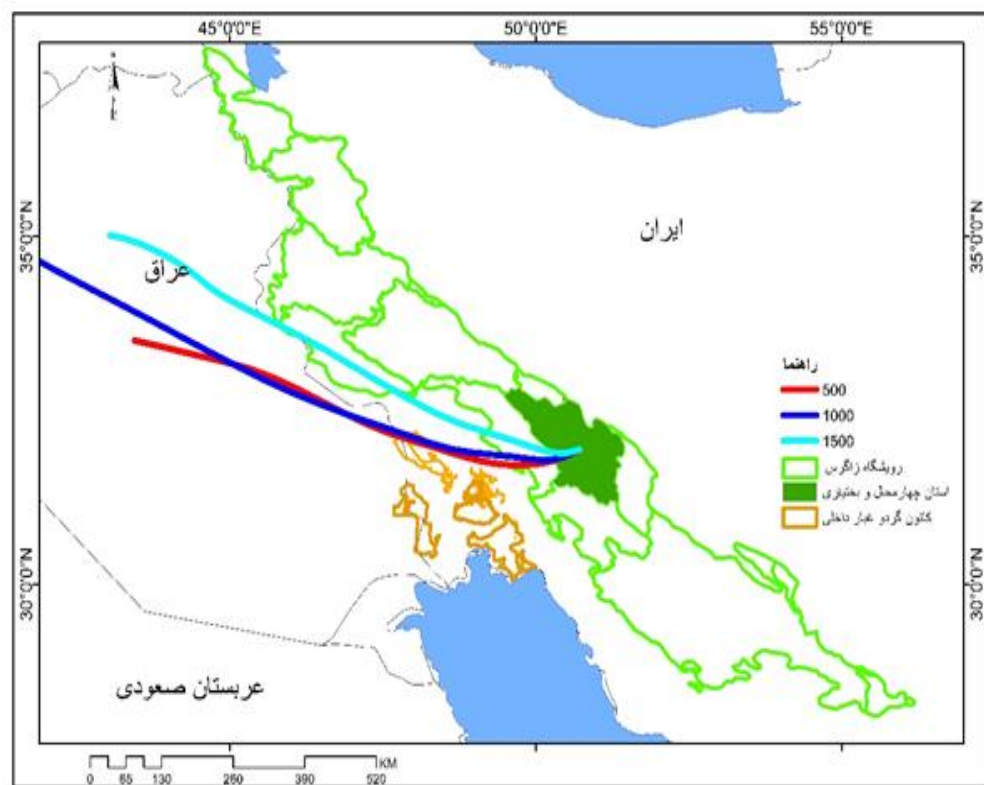 45°0'0"E 50°0'0"E 55°0'0"E
35°0'0"N
35°0'0"N
ایران
عراق
راهنما
500
1000
1500
رویشگاه زاگرس
استان چهارمحال و بختیاری
کانون گردو غبار داخلی
30°0'0"N
30°0'0"N
عربستان صعودی
KM
0 65 130 260 390 520